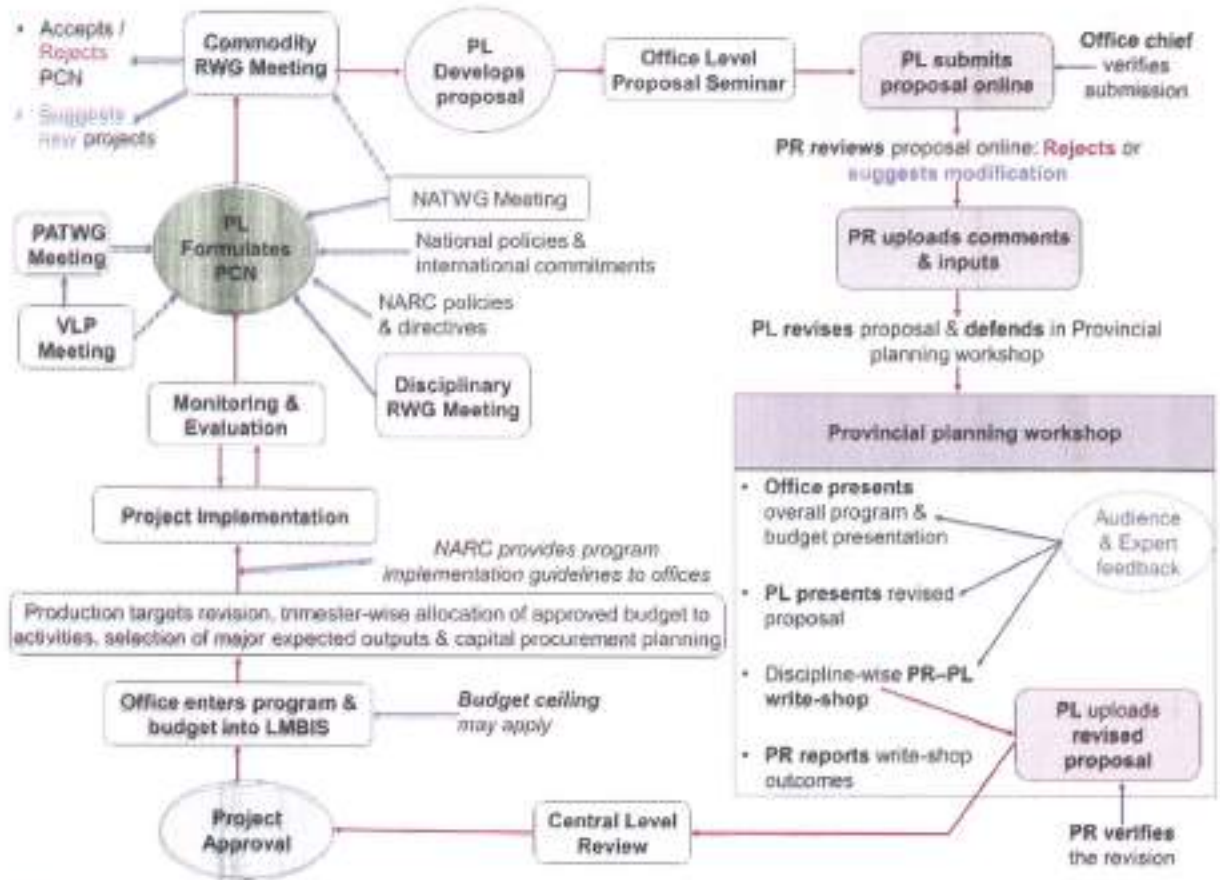 • Accepts /
Rejects
PCN
• Suggests
new projects
Commodity
RWG Meeting
PL
Develops
proposal
Office Level
Proposal Seminar
PL submits
proposal online
Office chief
verifies
submission
PR reviews proposal online: Rejects or
suggests modification
PR uploads comments
& inputs
PL revises proposal & defends in Provincial
planning workshop
NATWG Meeting
PL
Formulates
PCN
PATWG
Meeting
VLP
Meeting
National policies &
international commitments
NARC policies
& directives
Disciplinary
RWG Meeting
Monitoring &
Evaluation
Project Implementation
NARC provides program
implementation guidelines to offices
Production targets revision, trimester-wise allocation of approved budget to
activities, selection of major expected outputs & capital procurement planning
Office enters program &
budget into LMBIS
Budget ceiling
may apply
Project
Approval
Central Level
Review
Provincial planning workshop
• Office presents
overall program &
budget presentation
• PL presents revised
proposal
• Discipline-wise PR–PL
write-shop
• PR reports write-shop
outcomes
Audience
& Expert
feedback
PL uploads
revised
proposal
PR verifies
the revision